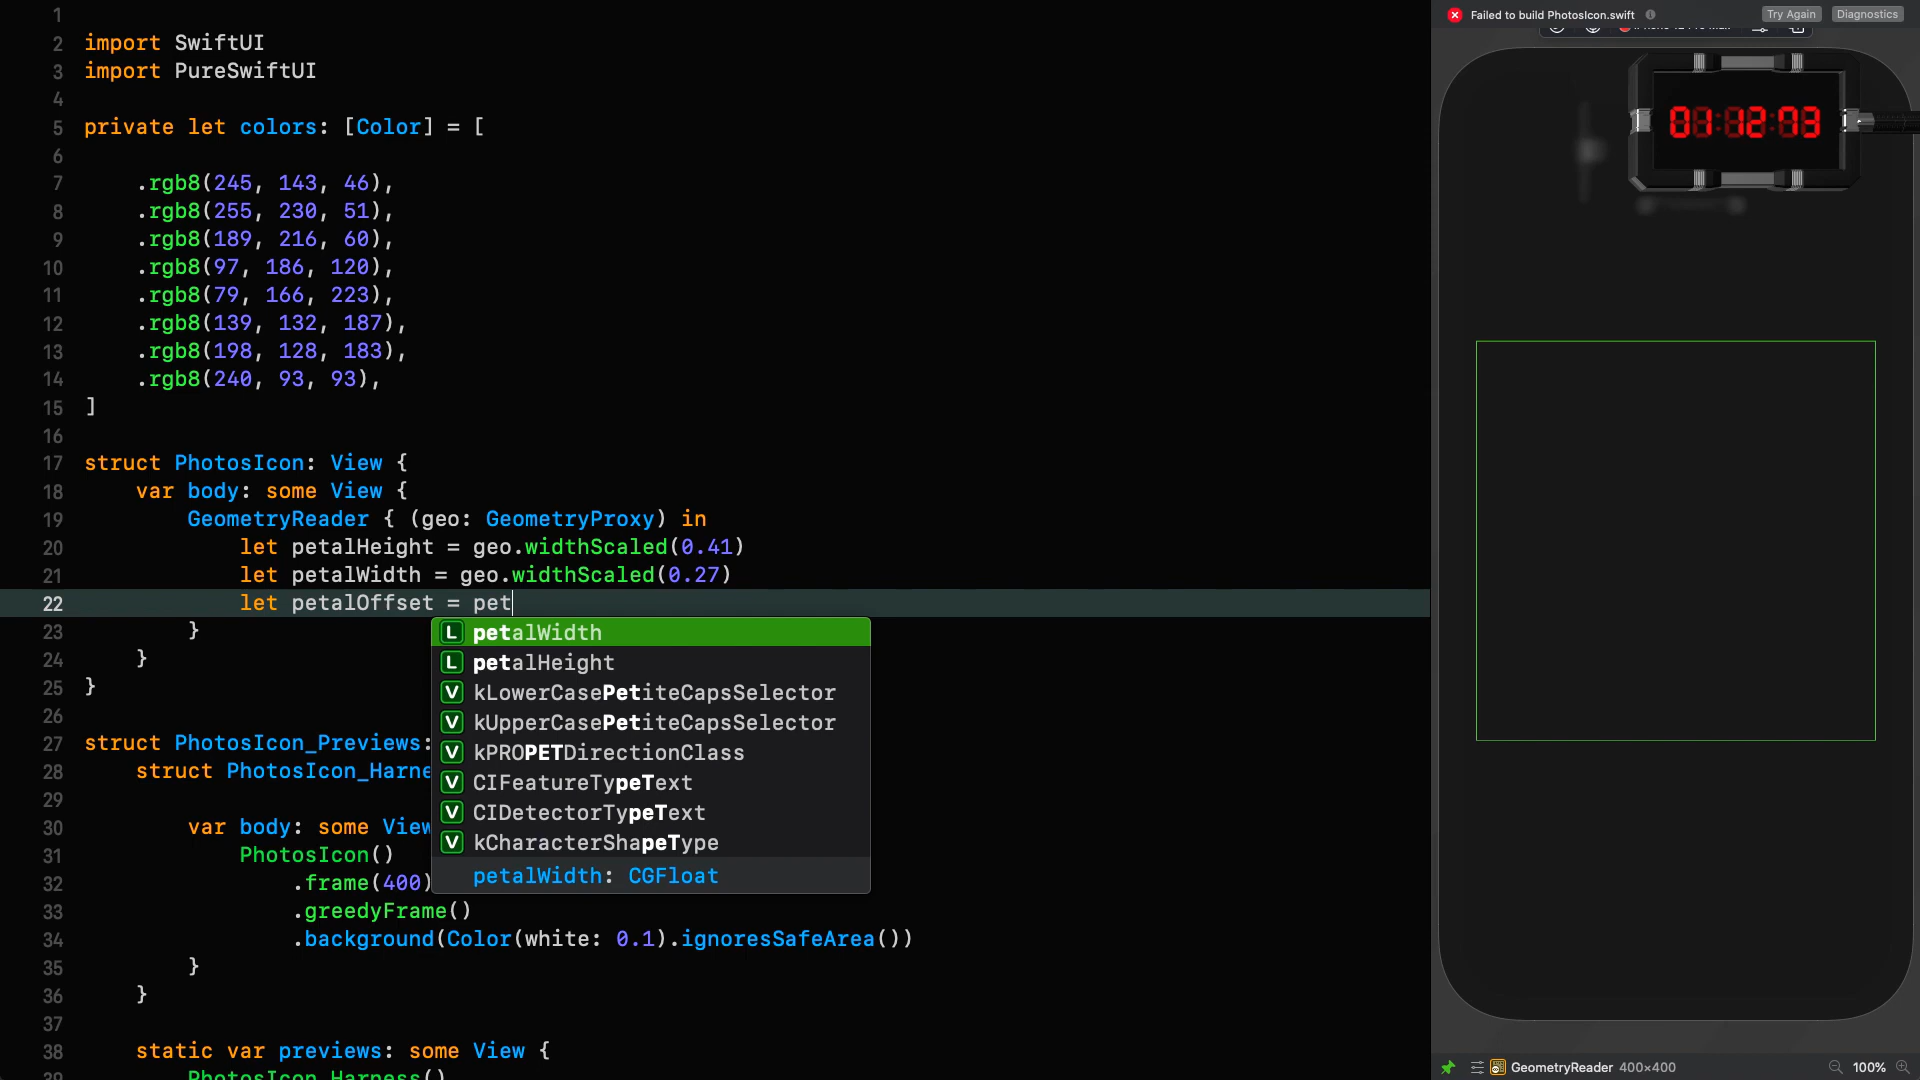 1
2 import SwiftUI
3 import PureSwiftUI
4
5 private let colors: [Color] = [
6
7 .rgb8(245, 143, 46),
8 .rgb8(255, 230, 51),
9 .rgb8(189, 216, 60),
10 .rgb8(97, 186, 120),
11 .rgb8(79, 166, 223),
12 .rgb8(139, 132, 187),
13 .rgb8(198, 128, 183),
14 .rgb8(240, 93, 93),
15 ]
16
17 struct PhotosIcon: View {
18 var body: some View {
19 GeometryReader { (geo: GeometryProxy) in
20 let petalHeight = geo.widthScaled(0.41)
21 let petalWidth = geo.widthScaled(0.27)
22 let petalOffset = pet
23 }
24 }
25 }
26
27 struct PhotosIcon_Previews:
28 struct PhotosIcon_Harne
29
30 var body: some View
31 PhotosIcon()
32 .frame(400)
33 .greedyFrame()
34 .background(Color(white: 0.1).ignoresSafeArea())
35 }
36 }
37
38 static var previews: some View {
39 PhotosIcon_Harness()
L petalWidth
L petalHeight
V kLowerCasePetiteCapsSelector
V kUpperCasePetiteCapsSelector
V kPROPETDirectionClass
V CIFeatureTypeText
V CIDetectorTypeText
V kCharacterShapeType
petalWidth: CGFloat
Failed to build PhotosIcon.swift
Try Again
Diagnostics
01:12:73
GeometryReader 400×400
100%